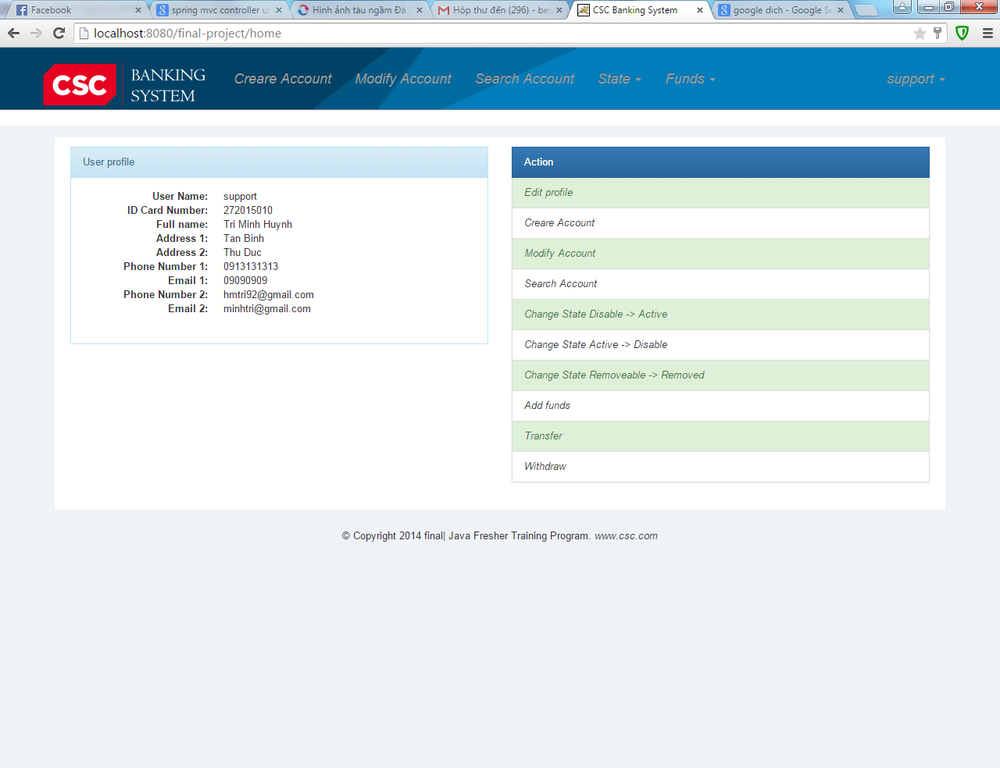 Facebook
spring mvc controller us
Hình ảnh tàu ngầm Đà
Hộp thư đến (296) - be
CSC Banking System
google dich - Google S
localhost:8080/final-project/home
CSC
BANKING
SYSTEM
Creare Account
Modify Account
Search Account
State
Funds
support
User profile
User Name: support
ID Card Number: 272015010
Full name: Tri Minh Huynh
Address 1: Tan Binh
Address 2: Thu Duc
Phone Number 1: 0913131313
Email 1: 09090909
Phone Number 2: hmtri92@gmail.com
Email 2: minhtri@gmail.com
Action
Edit profile
Creare Account
Modify Account
Search Account
Change State Disable -> Active
Change State Active -> Disable
Change State Removeable -> Removed
Add funds
Transfer
Withdraw
© Copyright 2014 final| Java Fresher Training Program. www.csc.com